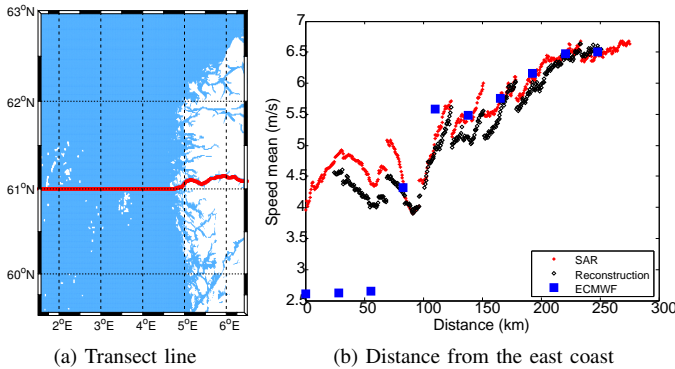 63°N
62°N
61°N
60°N
2°E 3°E 4°E 5°E 6°E
(a) Transect line
Speed mean (m/s)
7
6.5
6
5.5
5
4.5
4
3.5
3
2.5
0 50 100 150 200 250 300
Distance (km)
SAR
Reconstruction
ECMWF
(b) Distance from the east coast